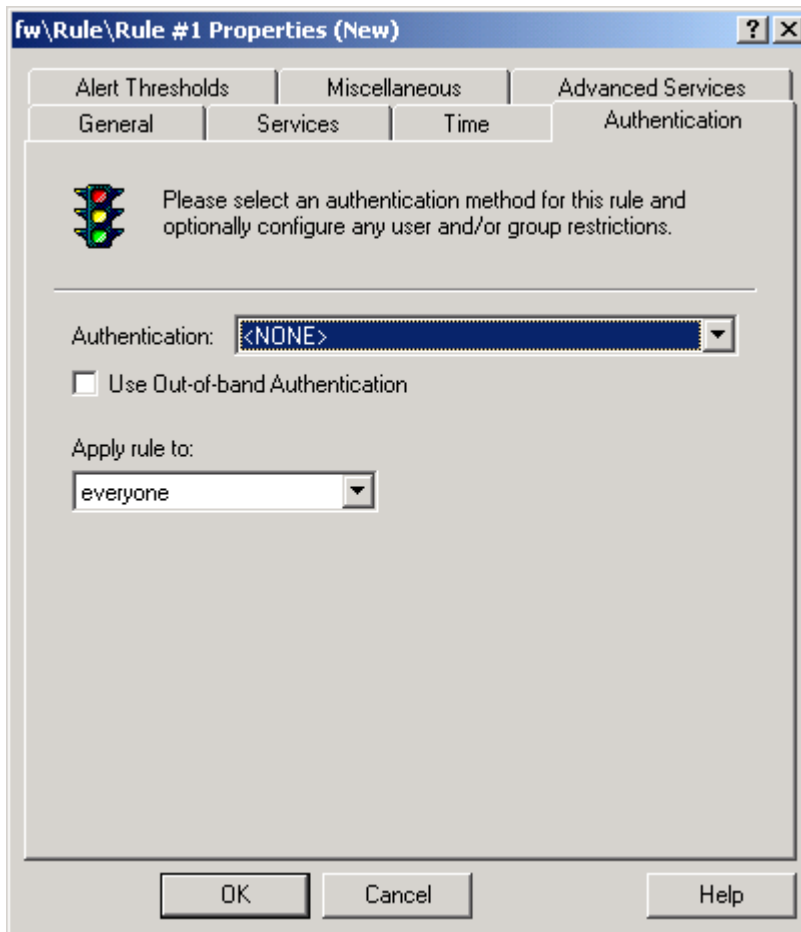 fw\Rule\Rule #1 Properties (New)
Alert Thresholds Miscellaneous Advanced Services
General Services Time Authentication
Please select an authentication method for this rule and
optionally configure any user and/or group restrictions.
Authentication: <NONE>
Use Out-of-band Authentication
Apply rule to:
everyone
OK Cancel Help